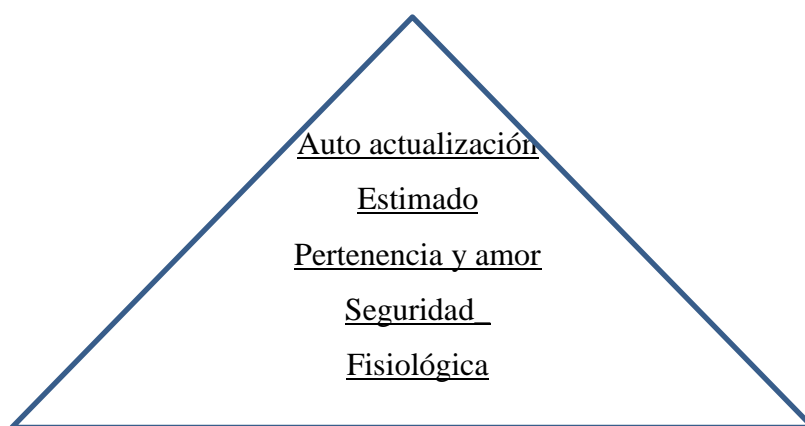 Auto actualización
Estimado
Pertenencia y amor
Seguridad_
Fisiológica